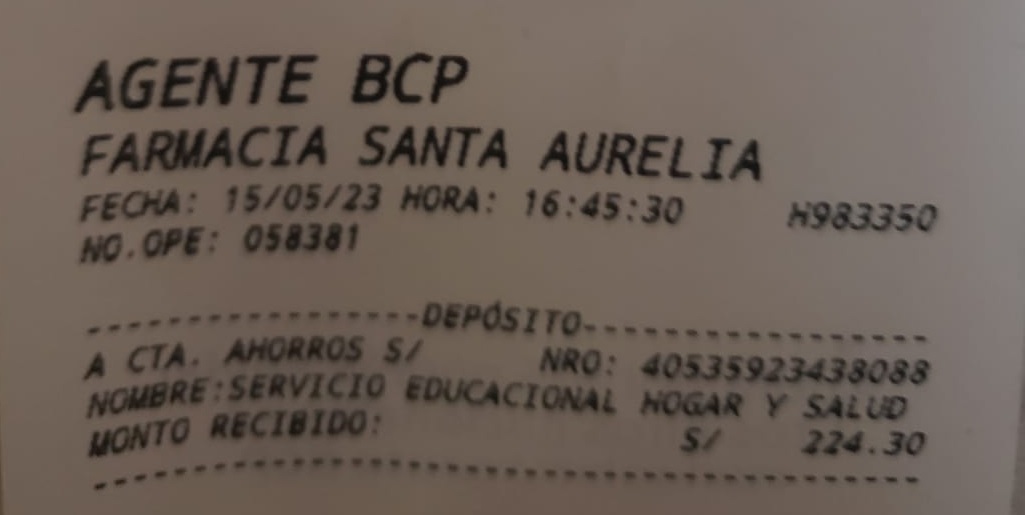 AGENTE BCP
FARMACIA SANTA AURELIA
FECHA: 15/05/23 HORA: 16:45:30 H983350
NO.OPE: 058381
-----------------DEPÓSITO-----------------
A CTA. AHORROS S/ NRO: 40535923438088
NOMBRE:SERVICIO EDUCACIONAL HOGAR Y SALUD
MONTO RECIBIDO: S/ 224.30
------------------------------------------